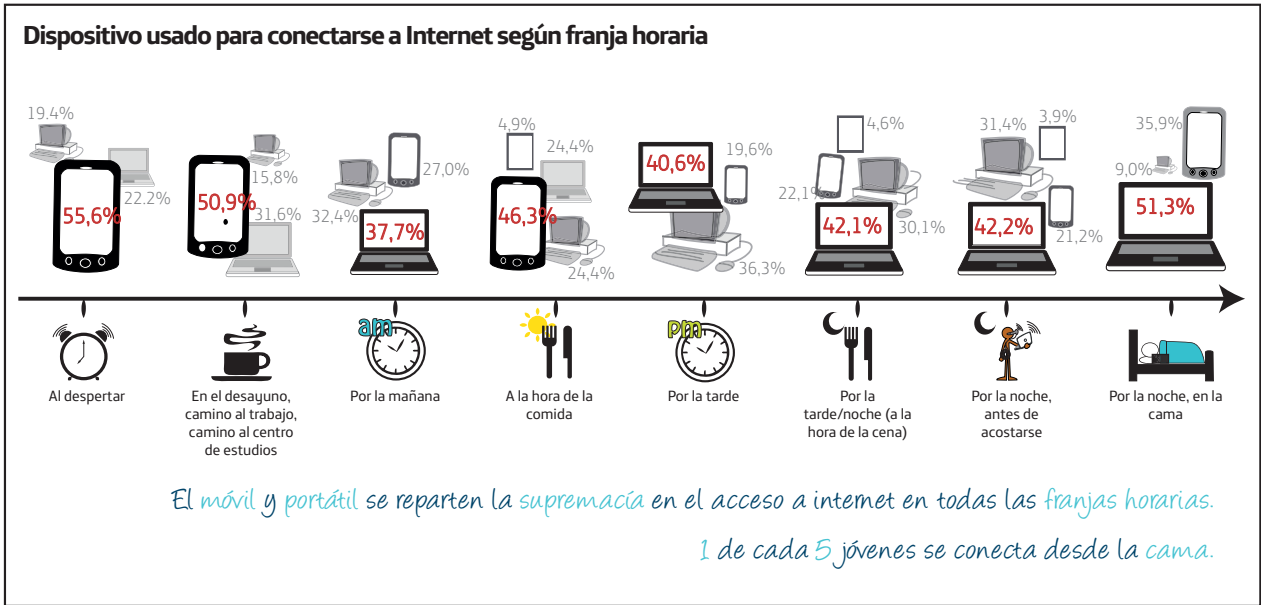 Dispositivo usado para conectarse a Internet según franja horaria
19.4%
55,6%
22.2%
50,9%
15,8%
31,6%
32,4%
27,0%
37,7%
4,9%
24,4%
46,3%
24,4%
40,6%
19,6%
36,3%
4,6%
22,1%
42,1%
30,1%
31,4%
3,9%
42,2%
21,2%
35,9%
9,0%
51,3%
am
pm
Al despertar
En el desayuno,
camino al trabajo,
camino al centro
de estudios
Por la mañana
A la hora de la
comida
Por la tarde
Por la
tarde/noche (a la
hora de la cena)
Por la noche,
antes de
acostarse
Por la noche, en la
cama
El móvil y portátil se reparten la supremacía en el acceso a internet en todas las franjas horarias.
1 de cada 5 jóvenes se conecta desde la cama.